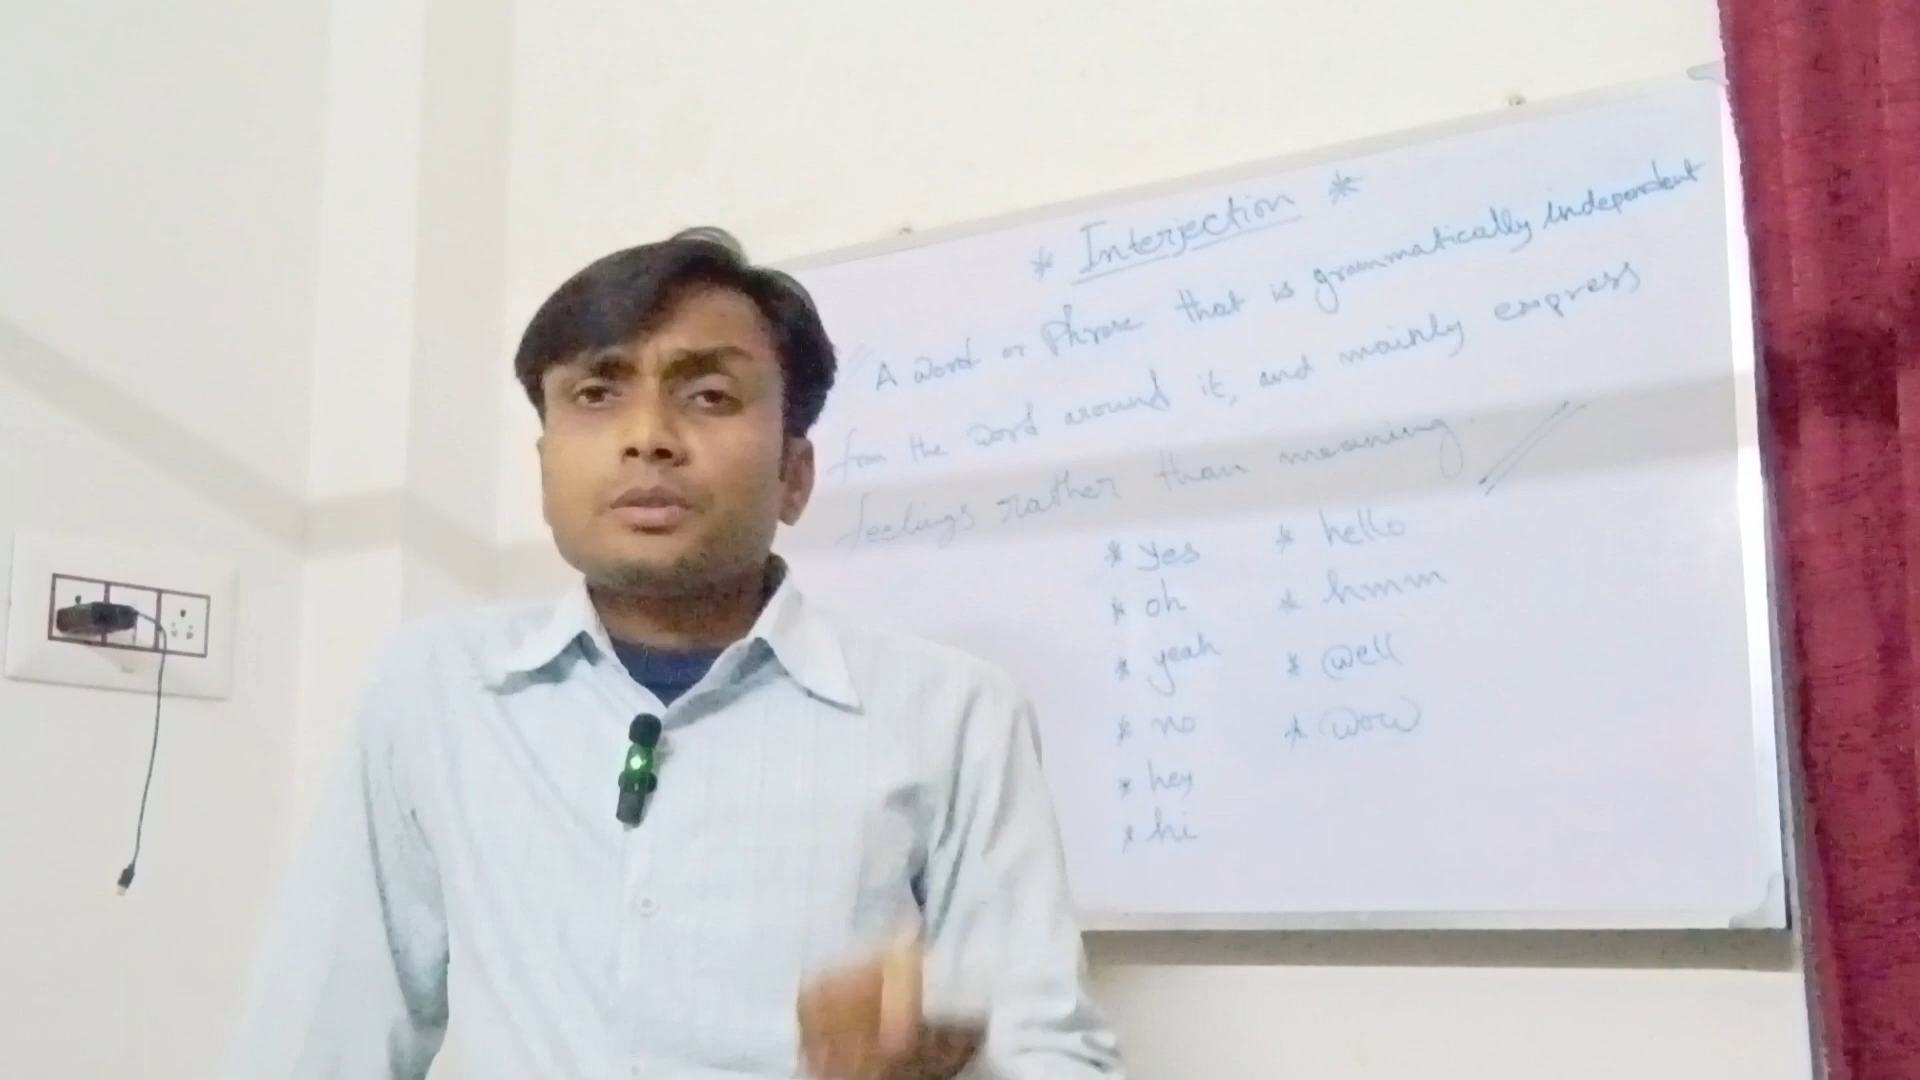 * Interjection *
A word or Phrase that is grammatically independent
from the word around it, and mainly express
feelings rather than meaning.
* yes * hello
* oh * hmm
* yeah * well
* no * wow
* hey
* hi